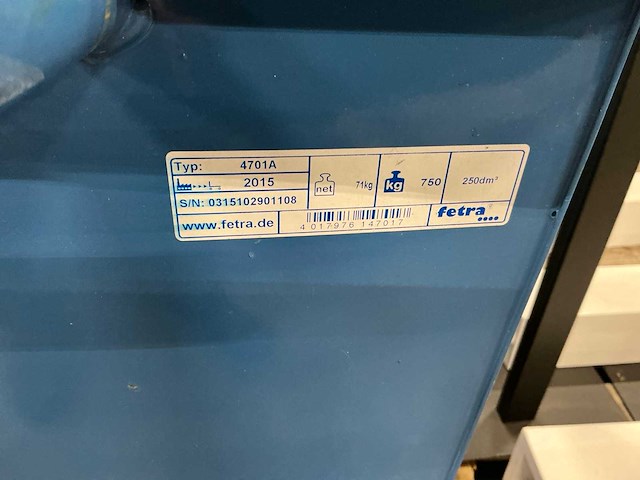 Typ: 4701A
2015
S/N: 0315102901108
www.fetra.de
net 71kg
kg 750
250dm³
4 017976 147017
fetra